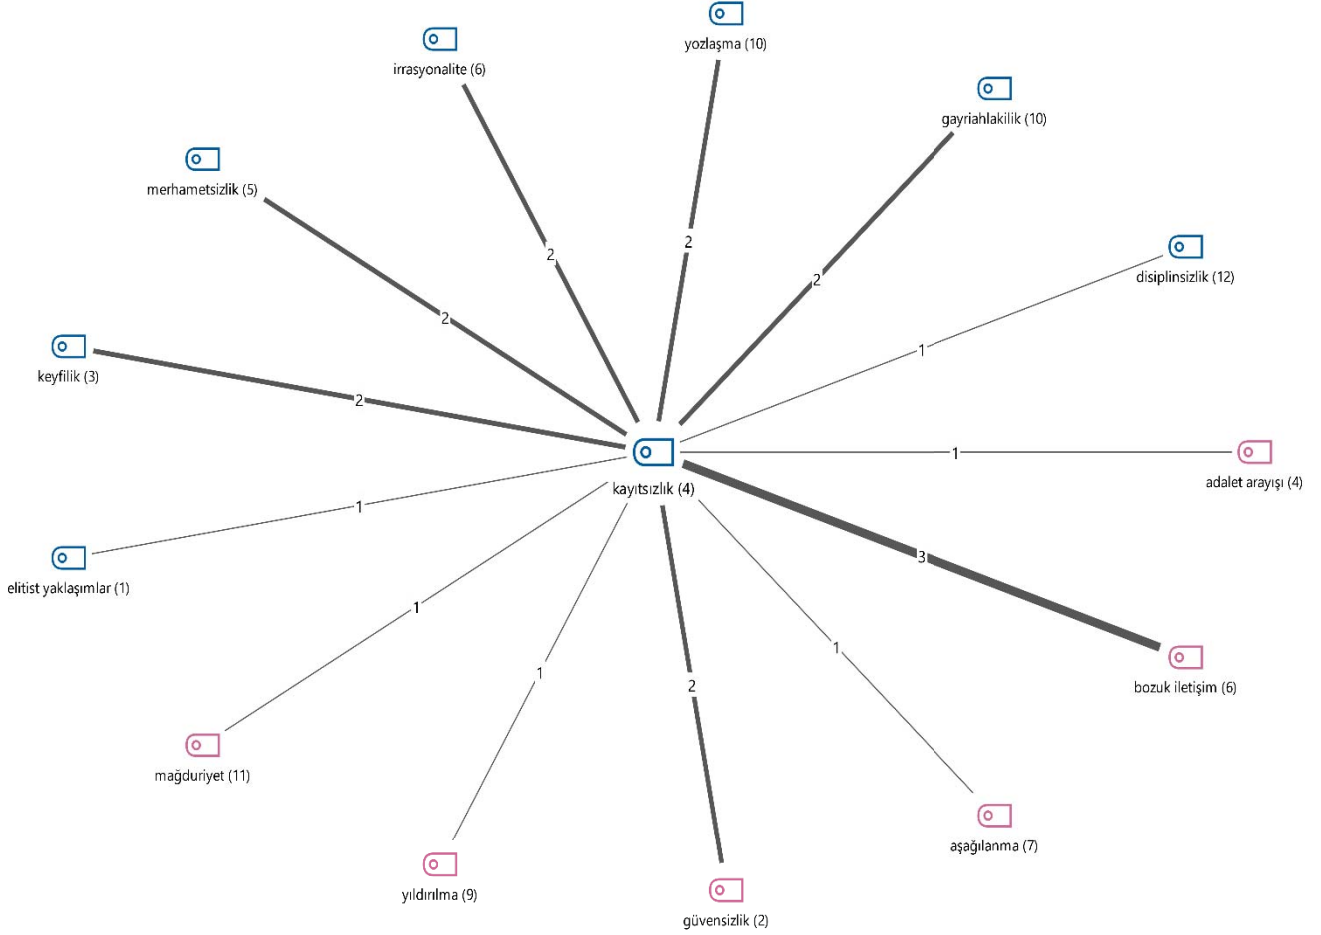 yozlaşma (10)
irrasyonalite (6)
gayriahlakilik (10)
merhametsizlik (5)
2
2
disiplinsizlik (12)
2
2
1
keyfilik (3)
2
1
kayıtsızlık (4)
adalet arayışı (4)
1
3
elitist yaklaşımlar (1)
1
1
1
2
bozuk iletişim (6)
mağduriyet (11)
aşağılanma (7)
yıldırılma (9)
güvensizlik (2)